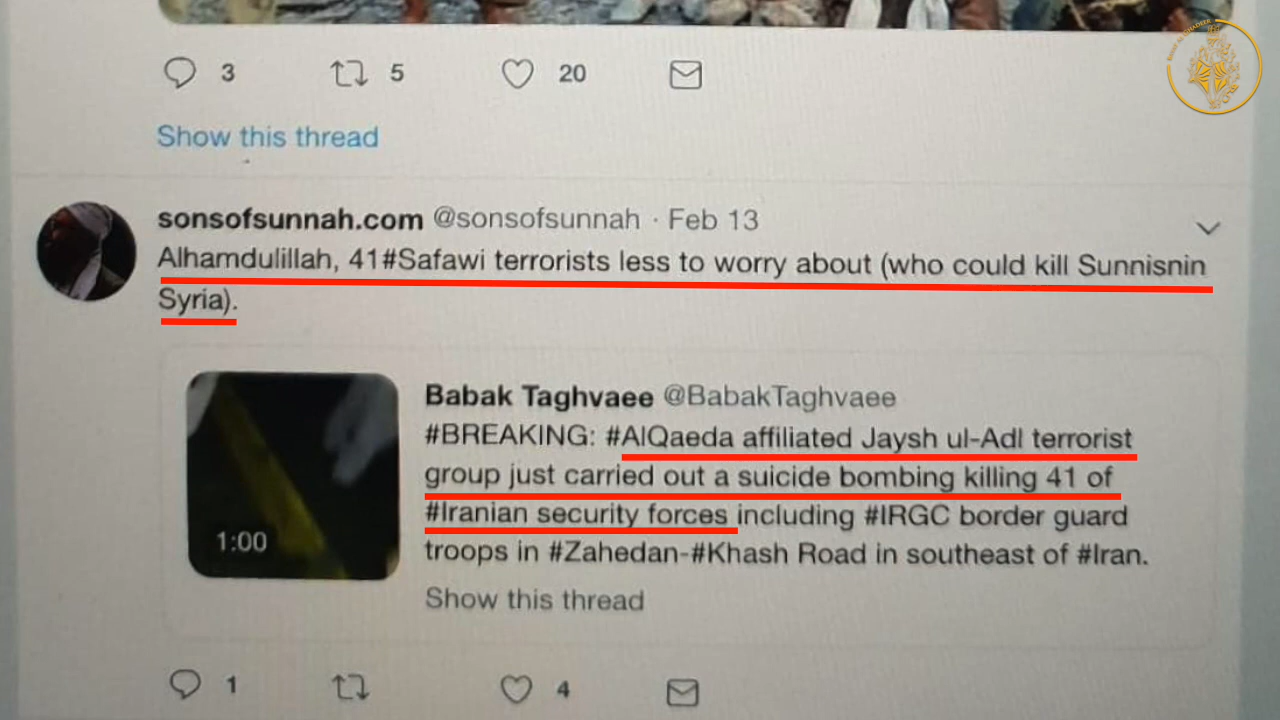 3 5 20
Show this thread
sonsofsunnah.com @sonsofsunnah · Feb 13
Alhamdulillah, 41#Safawi terrorists less to worry about (who could kill Sunnisnin
Syria).
Babak Taghvaee @BabakTaghvaee
#BREAKING: #AlQaeda affiliated Jaysh ul-Adl terrorist
group just carried out a suicide bombing killing 41 of
#Iranian security forces including #IRGC border guard
troops in #Zahedan-#Khash Road in southeast of #Iran.
1:00
Show this thread
1 4